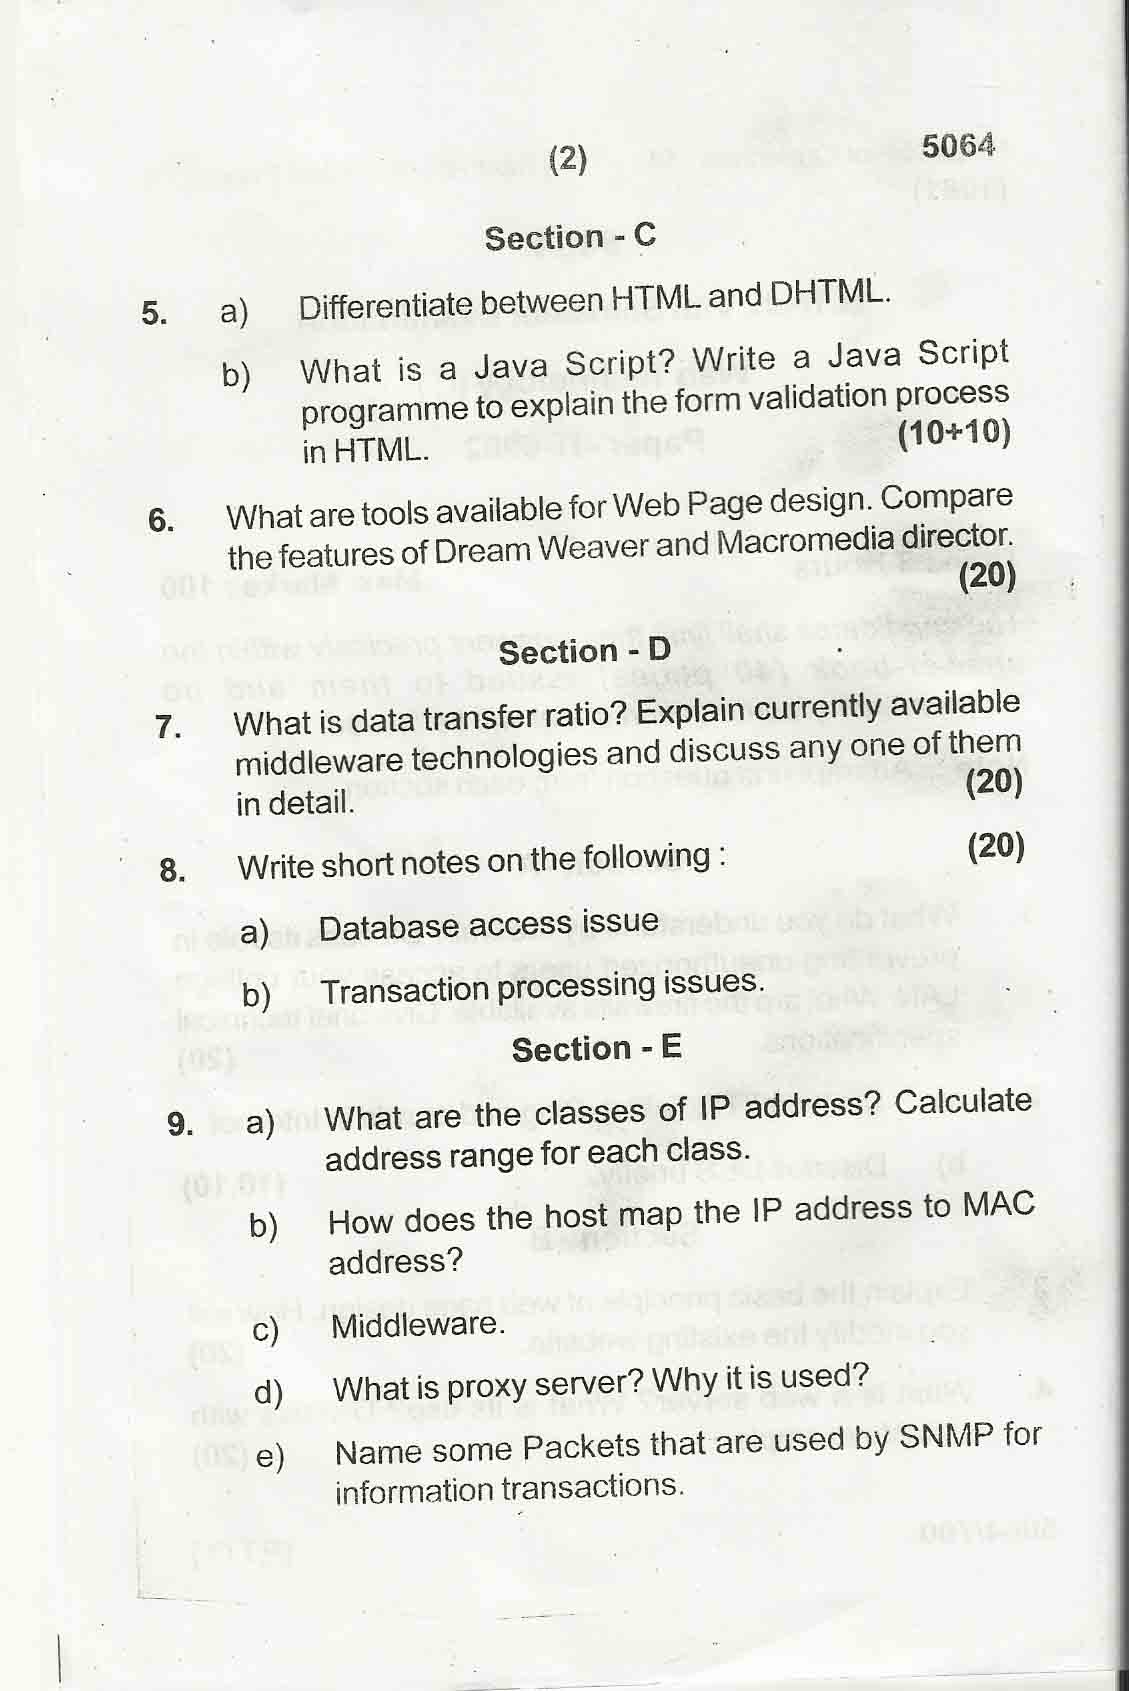 (2)
5064
Section - C
5. a) Differentiate between HTML and DHTML.
b) What is a Java Script? Write a Java Script
programme to explain the form validation process
in HTML. (10+10)
6. What are tools available for Web Page design. Compare
the features of Dream Weaver and Macromedia director.
(20)
Section - D
7. What is data transfer ratio? Explain currently available
middleware technologies and discuss any one of them
in detail. (20)
8. Write short notes on the following : (20)
a) Database access issue
b) Transaction processing issues.
Section - E
9. a) What are the classes of IP address? Calculate
address range for each class.
b) How does the host map the IP address to MAC
address?
c) Middleware.
d) What is proxy server? Why it is used?
e) Name some Packets that are used by SNMP for
information transactions.